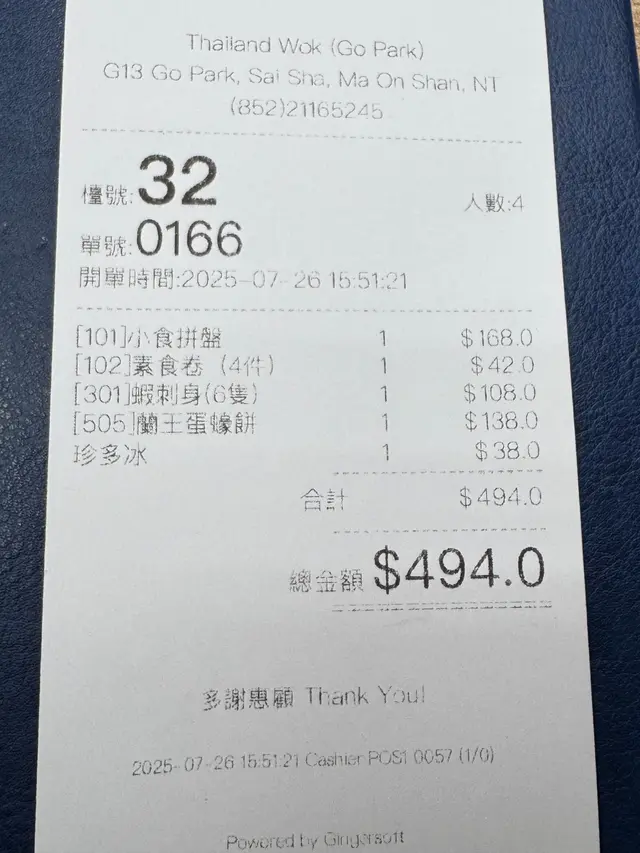 Thailand Wok (Go Park)
G13 Go Park, Sai Sha, Ma On Shan, NT
(852)21165245
檯號:32 人數:4
單號:0166
開單時間:2025-07-26 15:51:21
[101]小食拼盤 1 $168.0
[102]素食卷 (4件) 1 $42.0
[301]蝦刺身(6隻) 1 $108.0
[505]蘭王蛋蠔餅 1 $138.0
珍多冰 1 $38.0
合計 $494.0
總金額 $494.0
多謝惠顧 Thank You!
2025-07-26 15:51:21 Cashier POS1 0057 (1/0)
Powered by Gingersoft